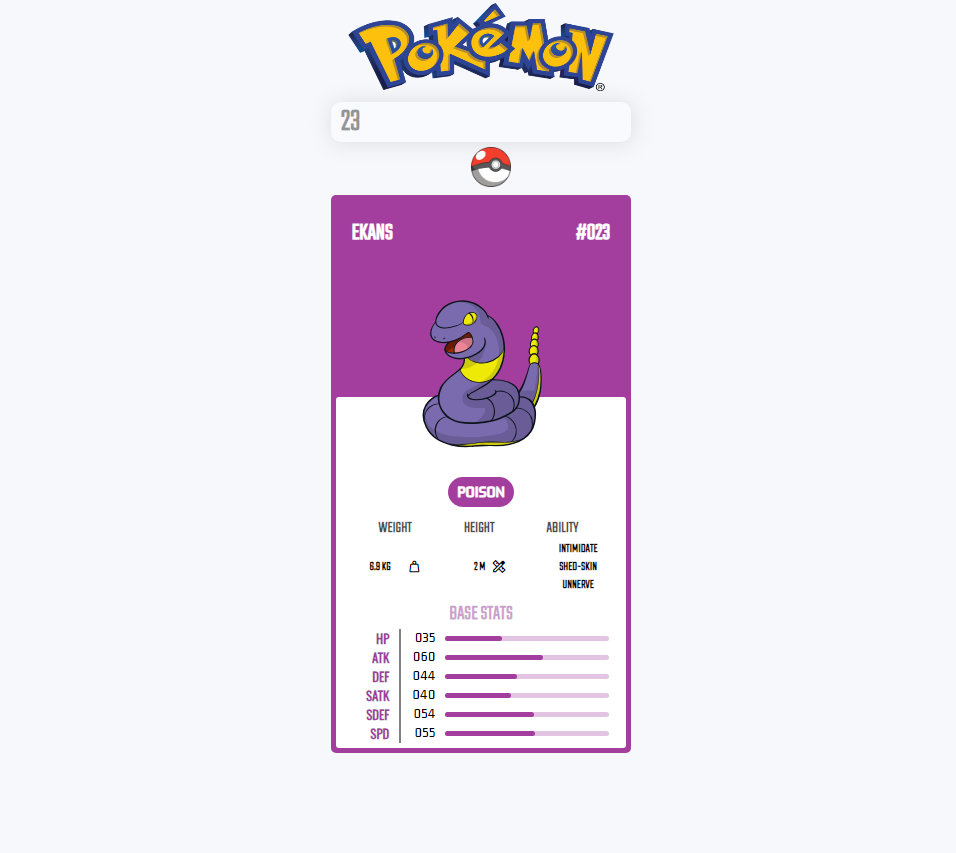 POKéMON ®
23
EKANS #023
POISON
WEIGHT HEIGHT ABILITY
INTIMIDATE
6.9 KG 2 M SHED-SKIN
UNNERVE
BASE STATS
HP 035
ATK 060
DEF 044
SATK 040
SDEF 054
SPD 055